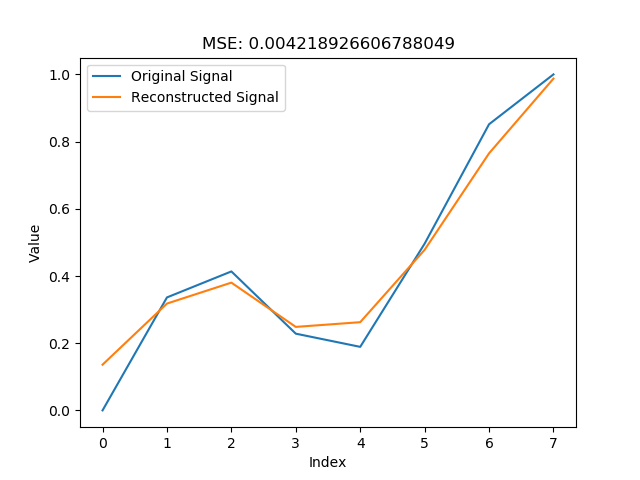 MSE: 0.004218926606788049
Original Signal
Reconstructed Signal
1.0
0.8
0.6
0.4
0.2
0.0
Value
0 1 2 3 4 5 6 7
Index